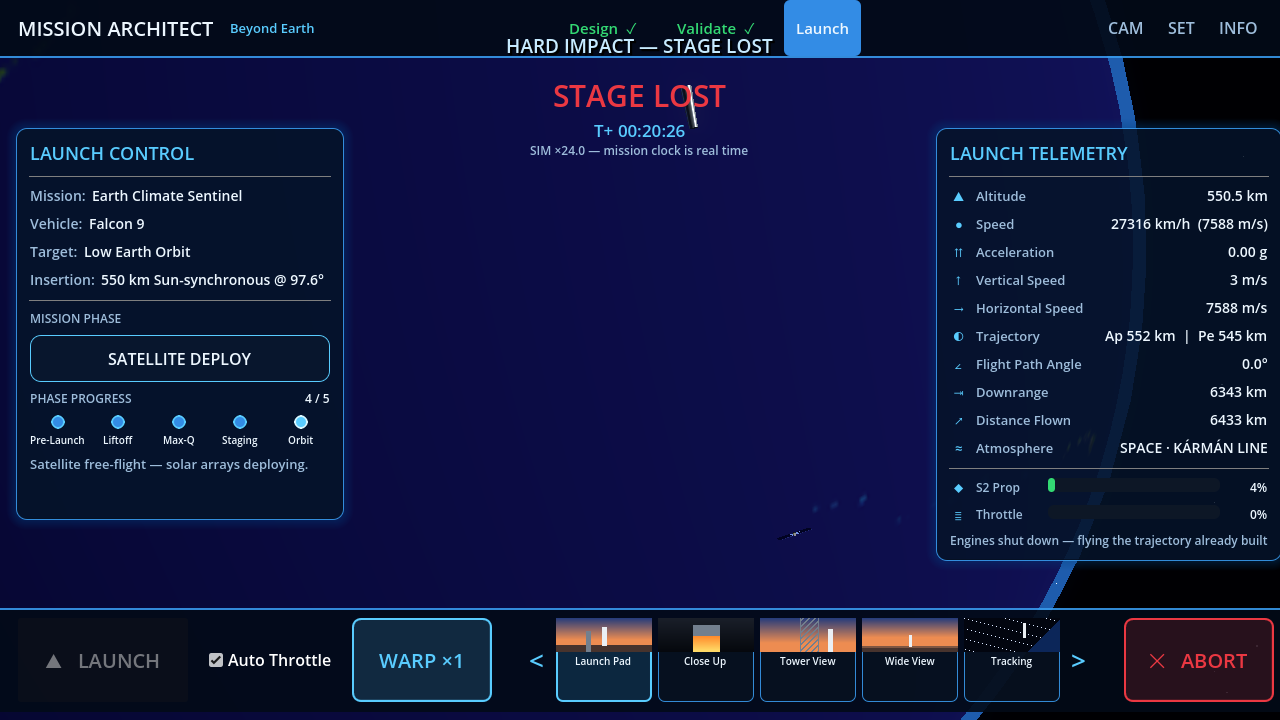 MISSION ARCHITECT
Beyond Earth
Design ✓
Validate ✓
Launch
CAM
SET
INFO
HARD IMPACT — STAGE LOST
STAGE LOST
T+ 00:20:26
SIM ×24.0 — mission clock is real time
LAUNCH CONTROL
Mission: Earth Climate Sentinel
Vehicle: Falcon 9
Target: Low Earth Orbit
Insertion: 550 km Sun-synchronous @ 97.6°
MISSION PHASE
SATELLITE DEPLOY
PHASE PROGRESS 4 / 5
Pre-Launch Liftoff Max-Q Staging Orbit
Satellite free-flight — solar arrays deploying.
LAUNCH TELEMETRY
Altitude 550.5 km
Speed 27316 km/h (7588 m/s)
Acceleration 0.00 g
Vertical Speed 3 m/s
Horizontal Speed 7588 m/s
Trajectory Ap 552 km | Pe 545 km
Flight Path Angle 0.0°
Downrange 6343 km
Distance Flown 6433 km
Atmosphere SPACE · KÁRMÁN LINE
S2 Prop 4%
Throttle 0%
Engines shut down — flying the trajectory already built
▲ LAUNCH
Auto Throttle
WARP ×1
<
Launch Pad
Close Up
Tower View
Wide View
Tracking
>
× ABORT